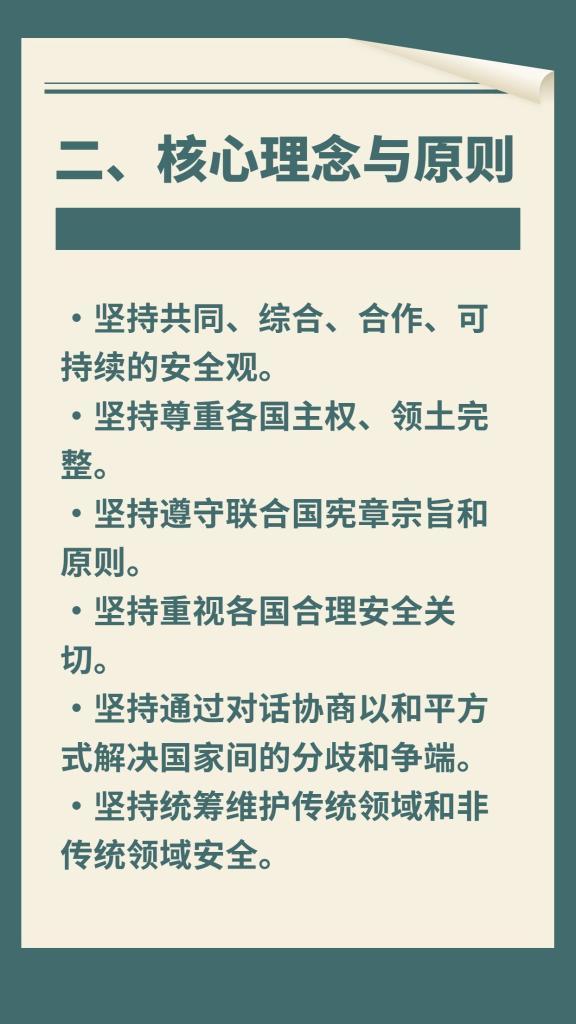 二、核心理念与原则
·坚持共同、综合、合作、可
持续的安全观。
·坚持尊重各国主权、领土完
整。
·坚持遵守联合国宪章宗旨和
原则。
·坚持重视各国合理安全关
切。
·坚持通过对话协商以和平方
式解决国家间的分歧和争端。
·坚持统筹维护传统领域和非
传统领域安全。